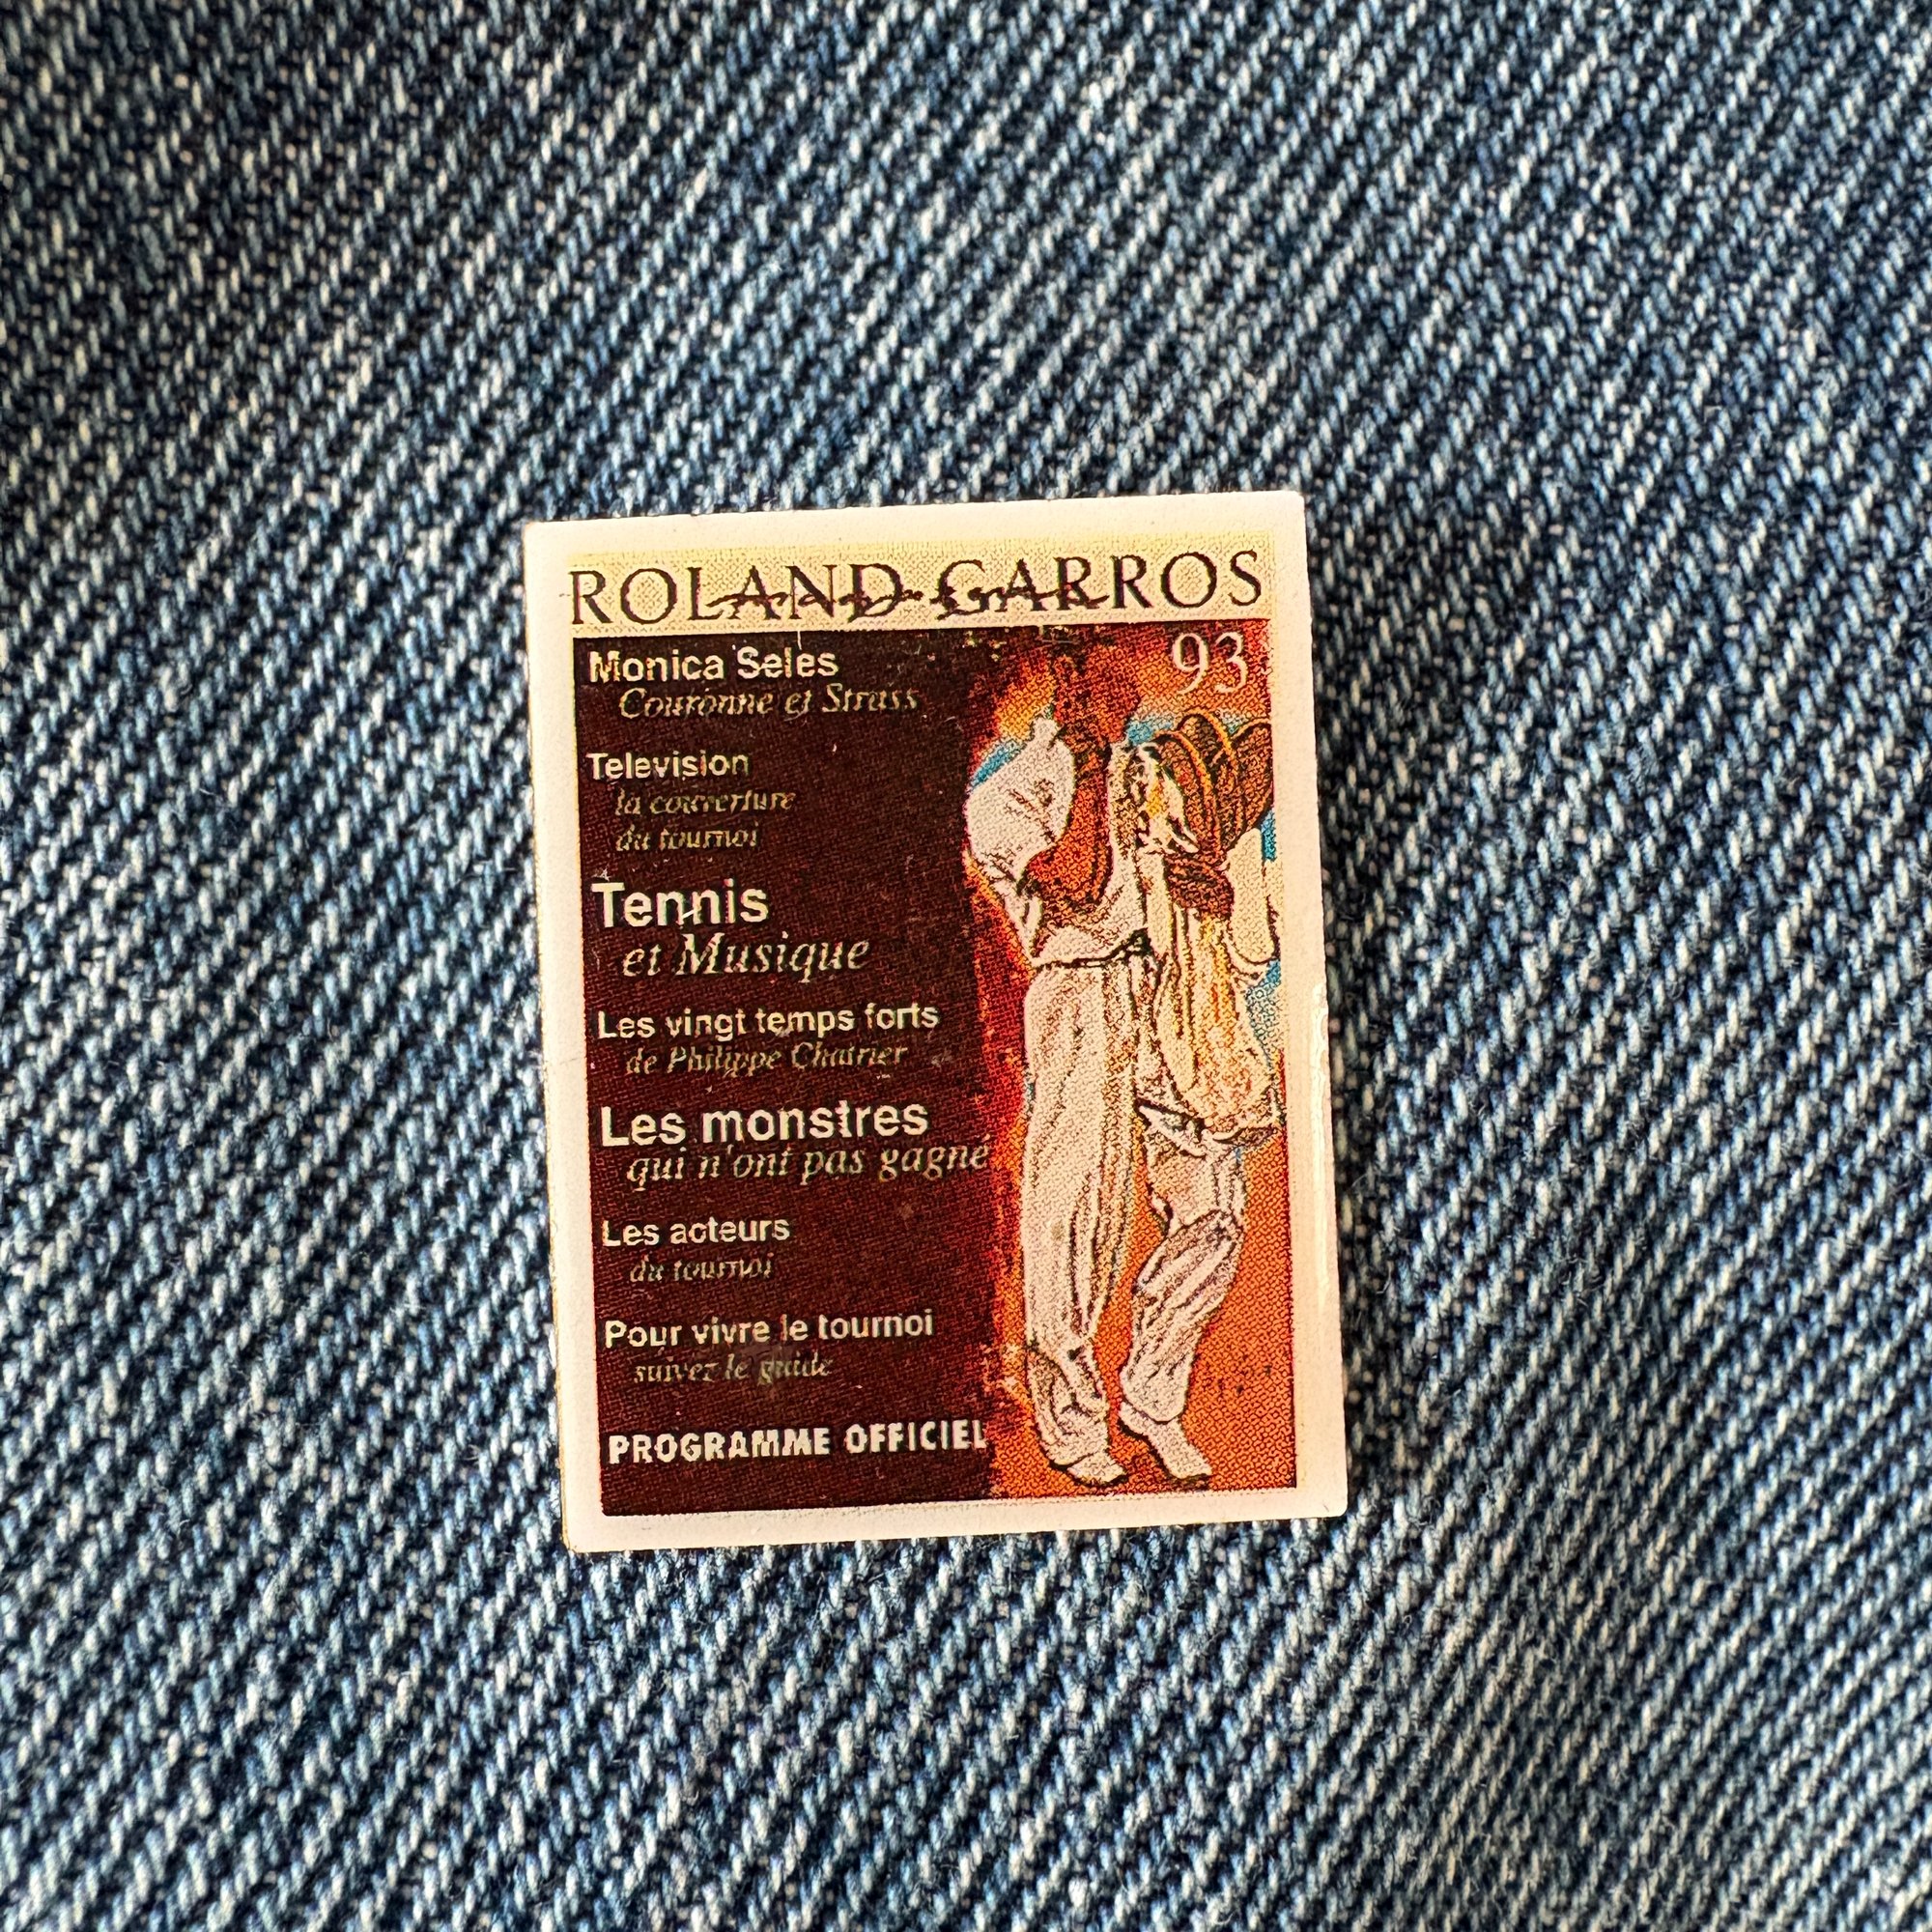 ROLAND GARROS
93
Monica Seles
Couronne et Strass
Television
la couverture
du tournoi
Tennis
et Musique
Les vingt temps forts
de Philippe Chatrier
Les monstres
qui n'ont pas gagné
Les acteurs
du tournoi
Pour vivre le tournoi
suivez le guide
PROGRAMME OFFICIEL